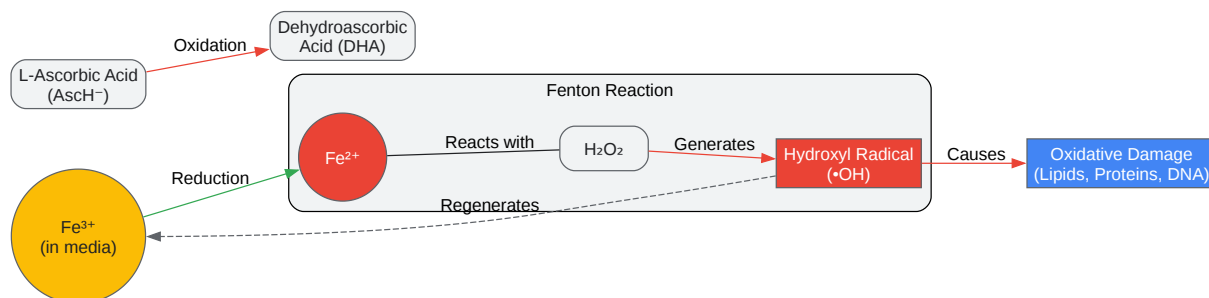 Dehydroascorbic
Acid (DHA)
Oxidation
L-Ascorbic Acid
(AscH⁻)
Fenton Reaction
Fe²⁺
Reacts with
H₂O₂
Generates
Hydroxyl Radical
(•OH)
Causes
Oxidative Damage
(Lipids, Proteins, DNA)
Reduction
Regenerates
Fe³⁺
(in media)